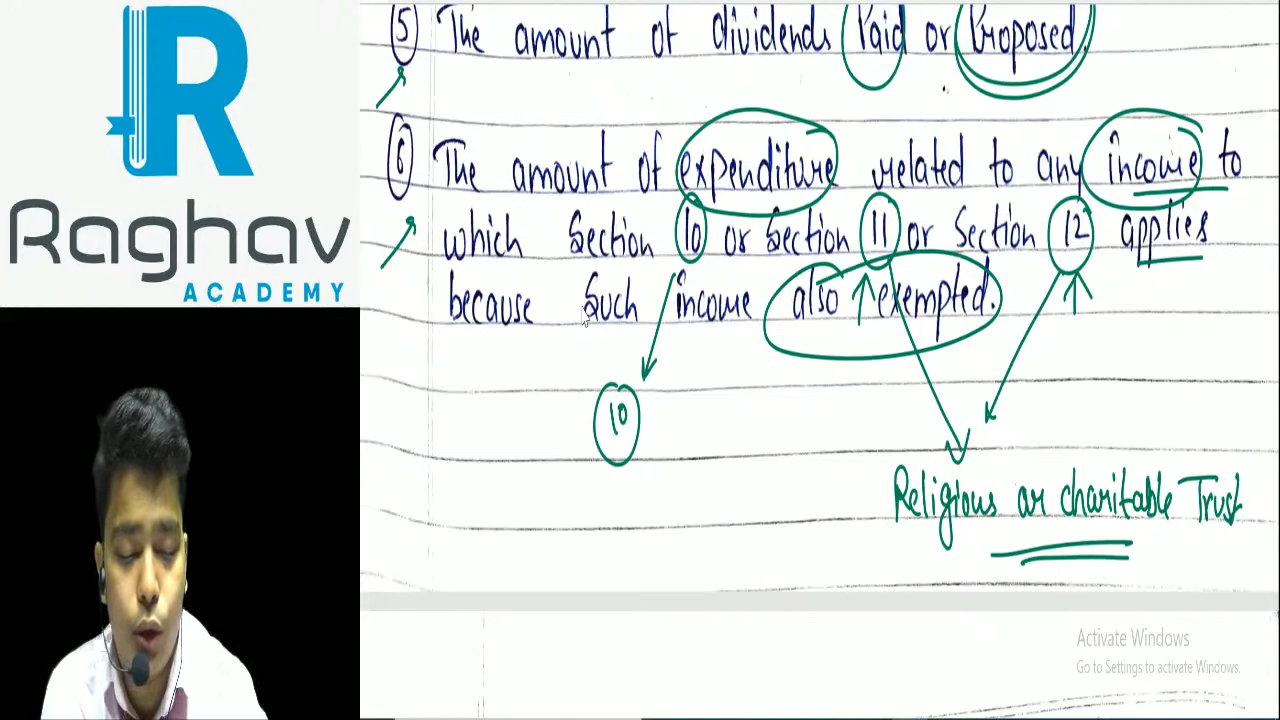 Raghav
ACADEMY
5 The amount of dividends Paid or Proposed.
6 The amount of expenditure related to any income to
which Section 10 or Section 11 or Section 12 applies
because Such income also exempted.
10
Religious or charitable Trust
Activate Windows
Go to Settings to activate Windows.